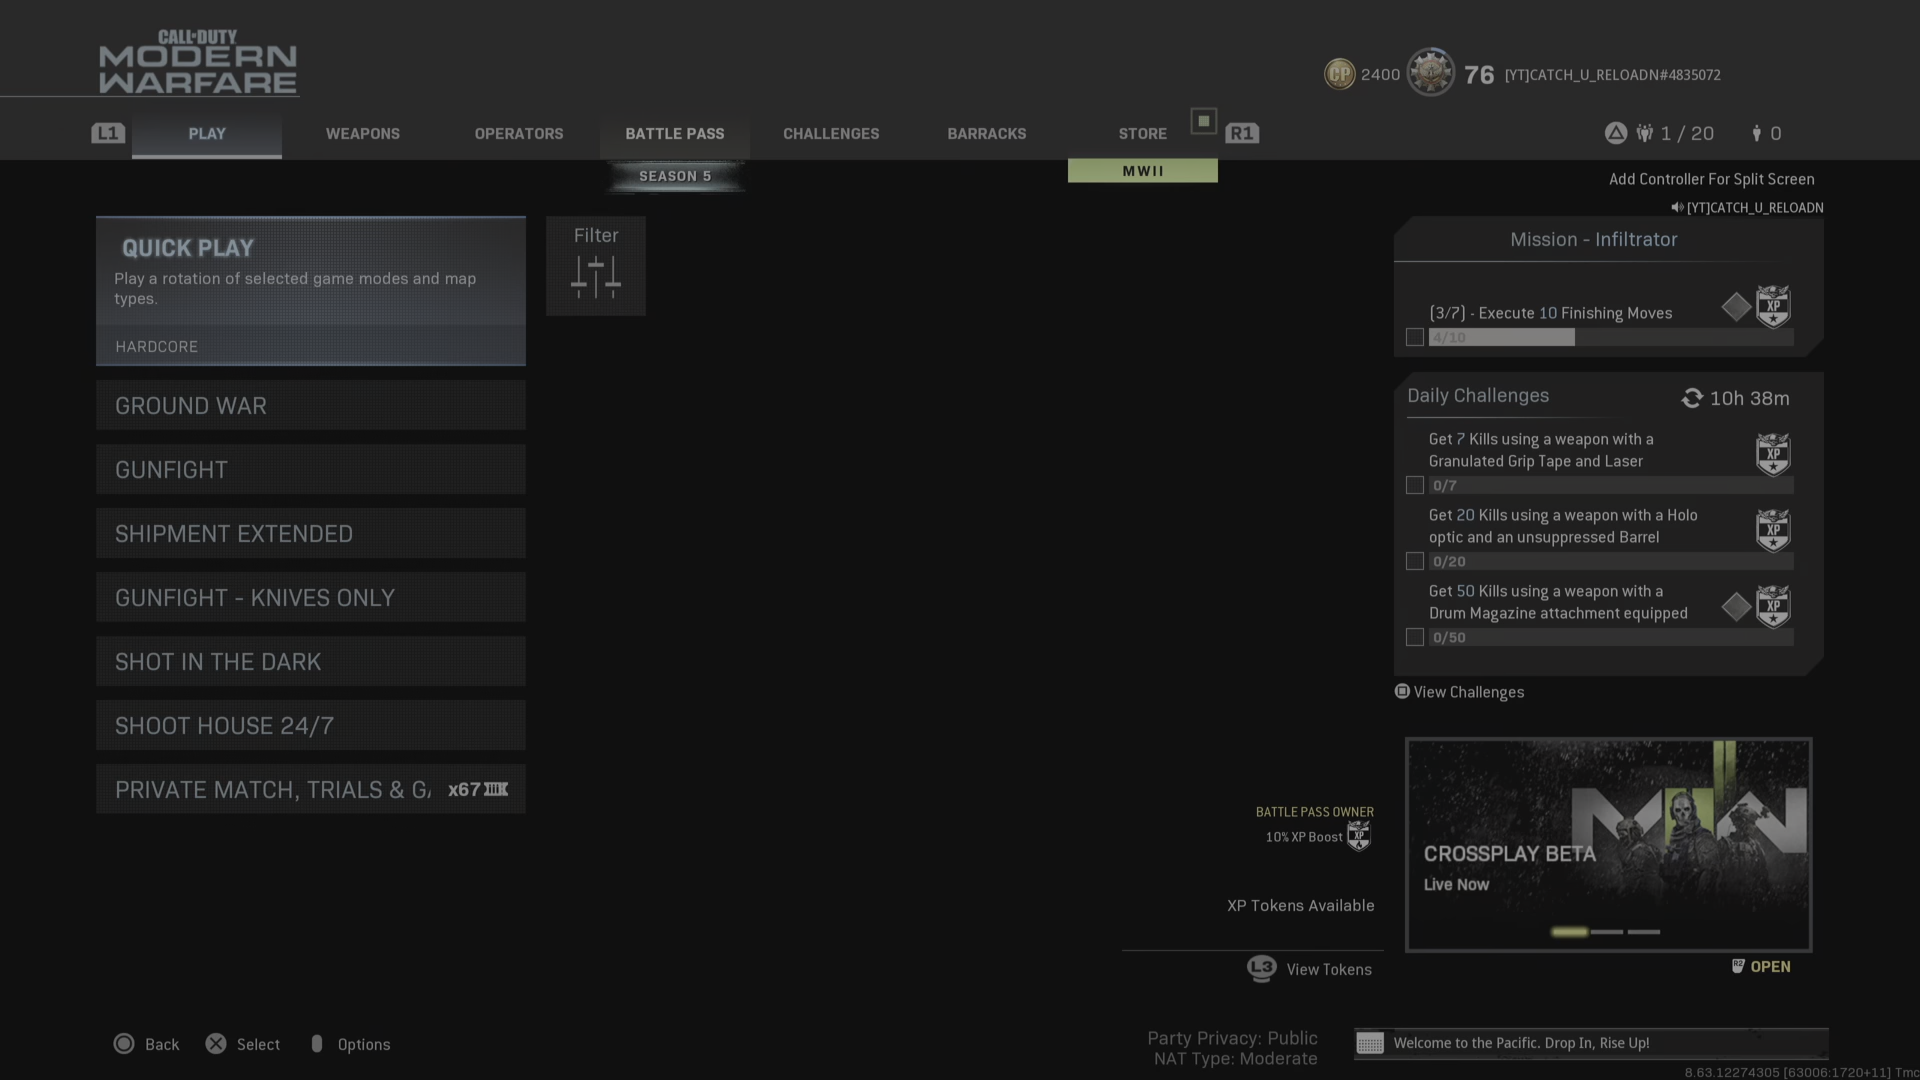 CALL OF DUTY
MODERN
WARFARE
CP 2400
76
[YT]CATCH_U_RELOADN#4835072
L1
PLAY
WEAPONS
OPERATORS
BATTLE PASS
CHALLENGES
BARRACKS
STORE
R1
1 / 20
0
SEASON 5
MWII
Add Controller For Split Screen
[YT]CATCH_U_RELOADN
QUICK PLAY
Play a rotation of selected game modes and map
types.
HARDCORE
Filter
GROUND WAR
GUNFIGHT
SHIPMENT EXTENDED
GUNFIGHT - KNIVES ONLY
SHOT IN THE DARK
SHOOT HOUSE 24/7
PRIVATE MATCH, TRIALS & G
x67
Mission - Infiltrator
(3/7) - Execute 10 Finishing Moves
XP
4/10
Daily Challenges
10h 38m
Get 7 Kills using a weapon with a
Granulated Grip Tape and Laser
XP
0/7
Get 20 Kills using a weapon with a Holo
optic and an unsuppressed Barrel
XP
0/20
Get 50 Kills using a weapon with a
Drum Magazine attachment equipped
XP
0/50
View Challenges
BATTLE PASS OWNER
10% XP Boost
XP
XP Tokens Available
L3 View Tokens
CROSSPLAY BETA
Live Now
R2 OPEN
Back
Select
Options
Party Privacy: Public
NAT Type: Moderate
Welcome to the Pacific. Drop In, Rise Up!
8.63.12274305 [63006:1720+11] Tmc